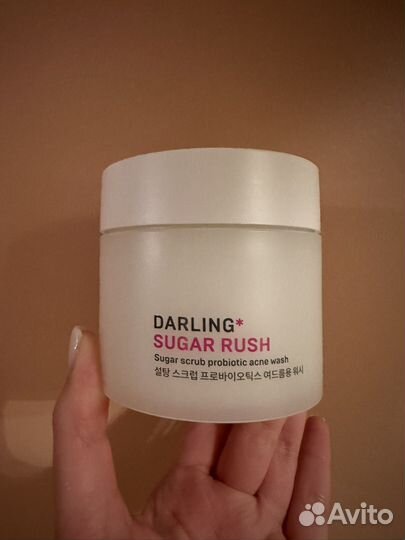 DARLING*
SUGAR RUSH
Sugar scrub probiotic acne wash
설탕 스크럽 프로바이오틱스 여드름용 워시
Avito